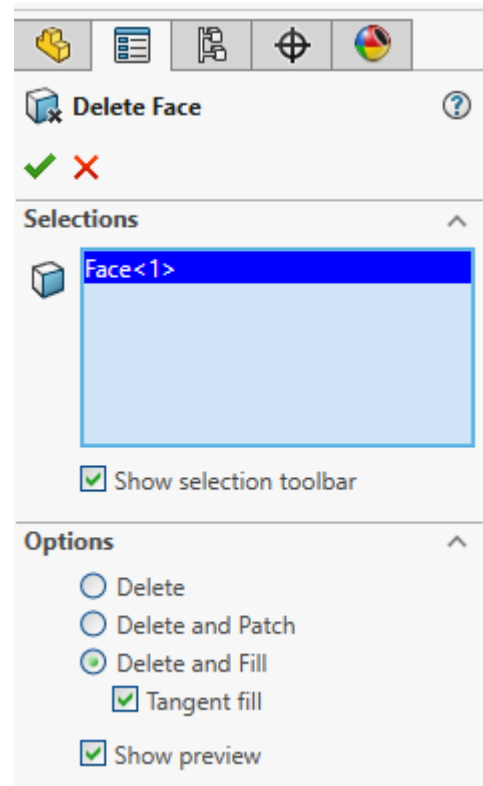 Delete Face
Selections
Face<1>
Show selection toolbar
Options
Delete
Delete and Patch
Delete and Fill
Tangent fill
Show preview